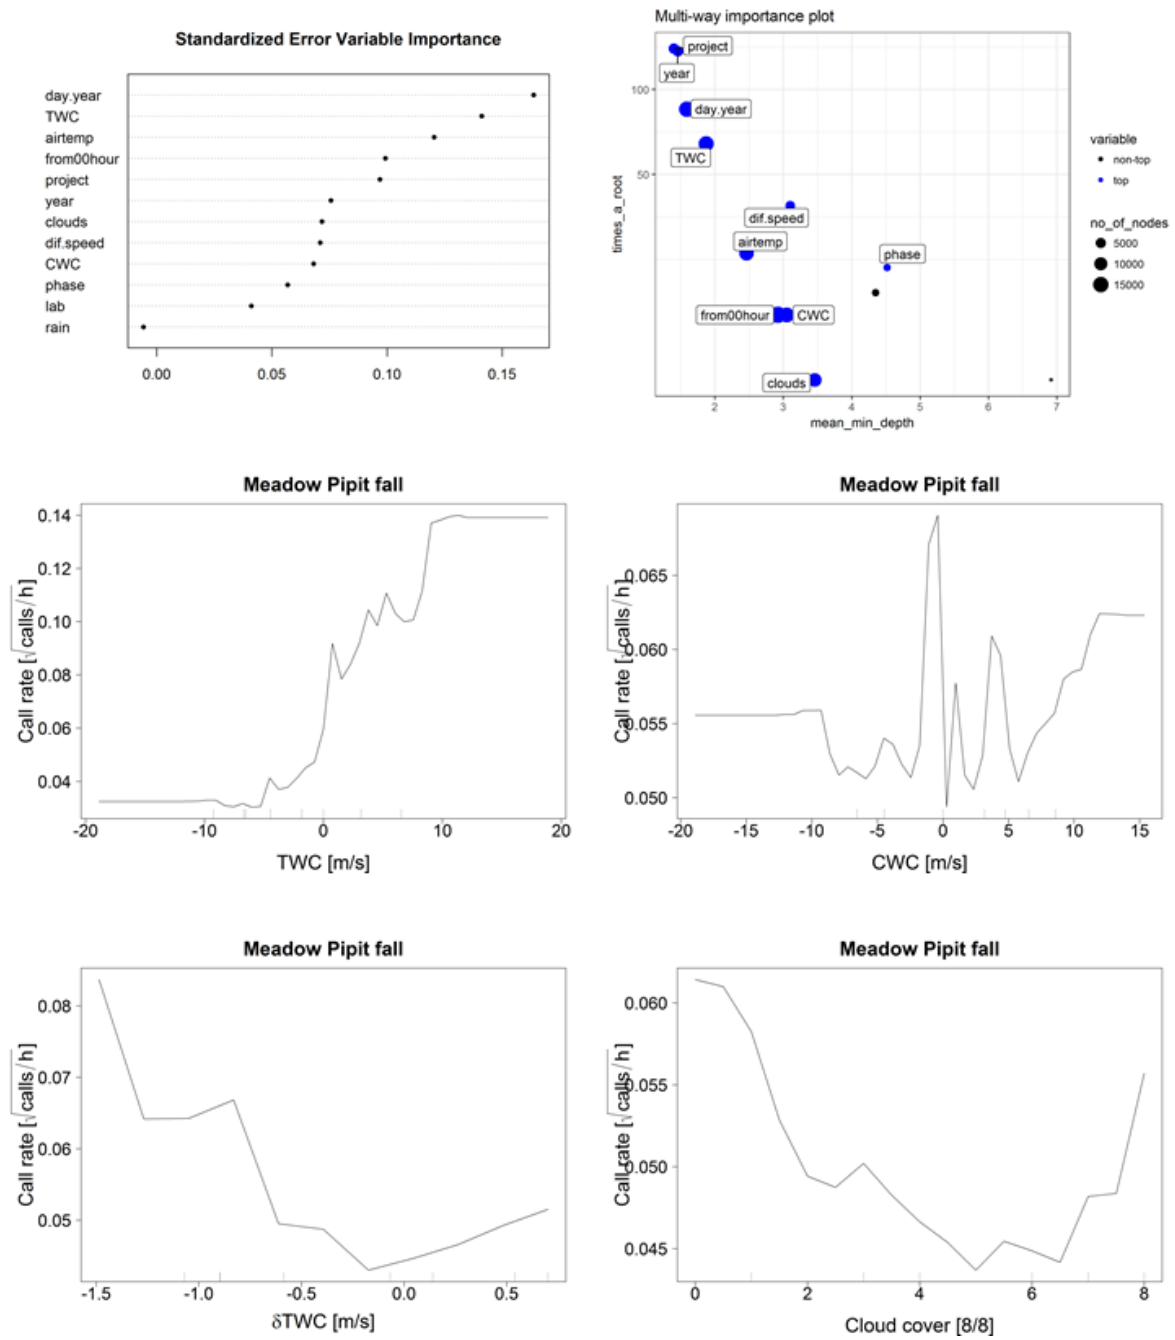 Standardized Error Variable Importance
day.year
TWC
airtemp
from00hour
project
year
clouds
dif.speed
CWC
phase
lab
rain
0.00 0.05 0.10 0.15
Multi-way importance plot
project
year
day.year
TWC
dif.speed
airtemp
phase
from00hour
CWC
clouds
100
50
times_a_root
2 3 4 5 6 7
mean_min_depth
variable
non-top
top
no_of_nodes
5000
10000
15000
Meadow Pipit fall
Call rate [√calls/h]
0.14
0.12
0.10
0.08
0.06
0.04
-20 -10 0 10 20
TWC [m/s]
Meadow Pipit fall
Call rate [√calls/h]
0.065
0.060
0.055
0.050
-20 -15 -10 -5 0 5 10 15
CWC [m/s]
Meadow Pipit fall
Call rate [√calls/h]
0.08
0.07
0.06
0.05
-1.5 -1.0 -0.5 0.0 0.5
δTWC [m/s]
Meadow Pipit fall
Call rate [√calls/h]
0.060
0.055
0.050
0.045
0 2 4 6 8
Cloud cover [8/8]